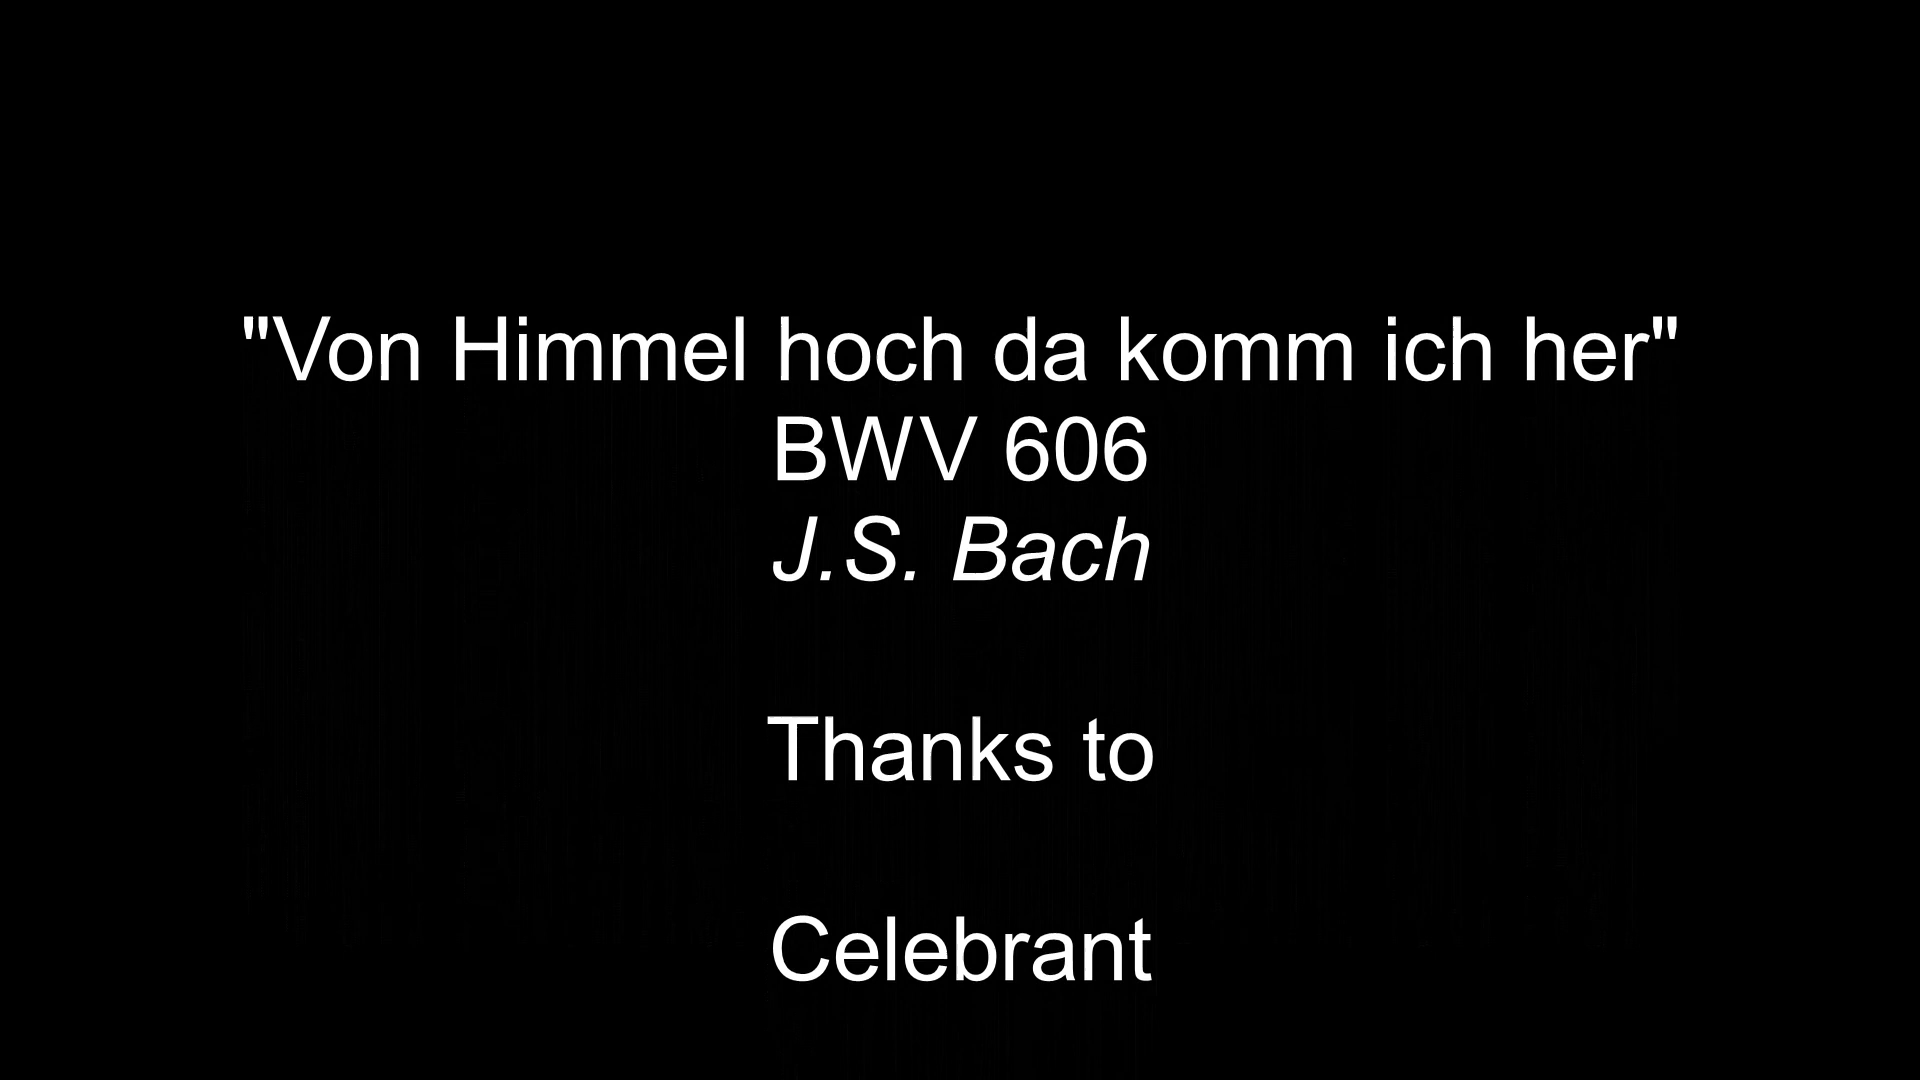 "Von Himmel hoch da komm ich her"
BWV 606
J.S. Bach
Thanks to
Celebrant